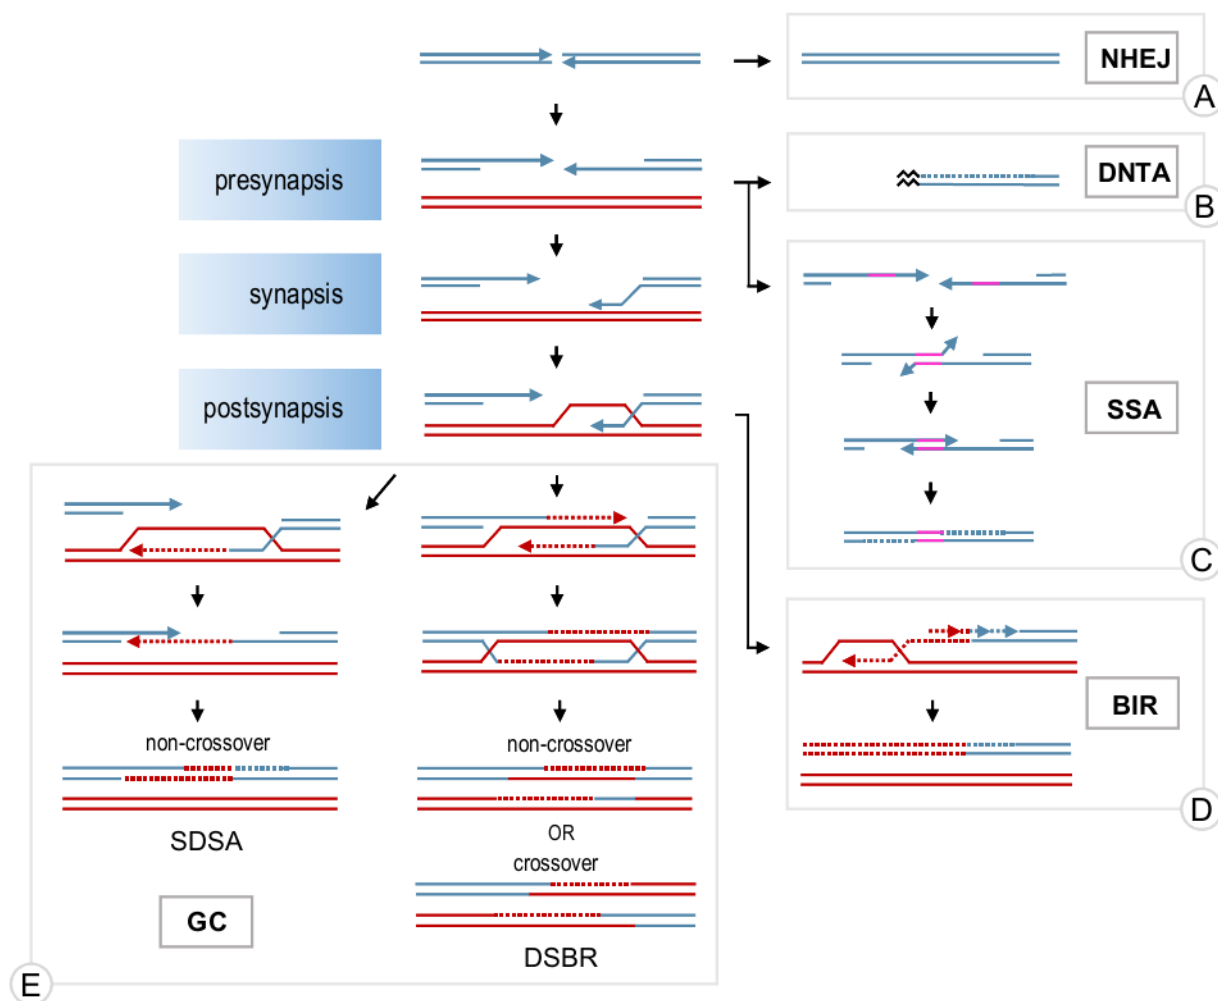 NHEJ
A
presynapsis
DNTA
B
synapsis
postsynapsis
SSA
C
non-crossover
SDSA
GC
non-crossover
OR
crossover
DSBR
E
BIR
D